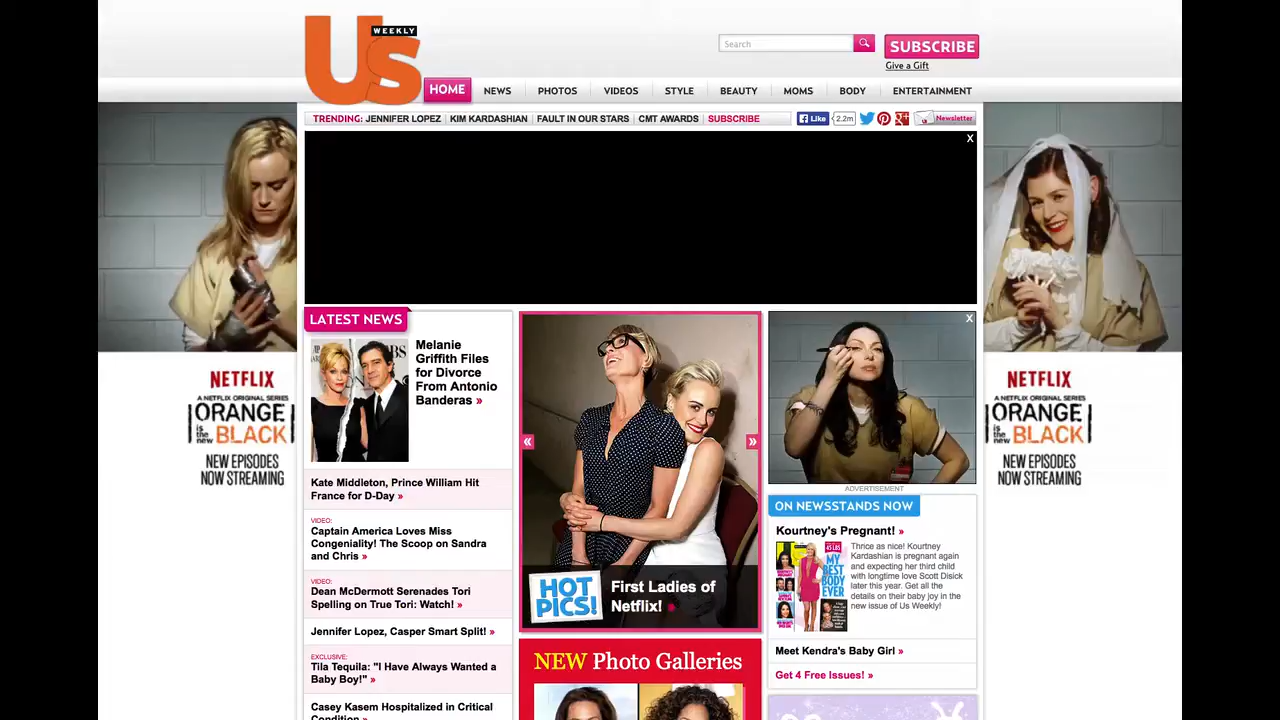 Us WEEKLY
Search
SUBSCRIBE
Give a Gift
HOME NEWS PHOTOS VIDEOS STYLE BEAUTY MOMS BODY ENTERTAINMENT
TRENDING: JENNIFER LOPEZ | KIM KARDASHIAN | FAULT IN OUR STARS | CMT AWARDS | SUBSCRIBE
Like 2.2m Newsletter
X
LATEST NEWS
Melanie
Griffith Files
for Divorce
From Antonio
Banderas »
Kate Middleton, Prince William Hit
France for D-Day »
VIDEO:
Captain America Loves Miss
Congeniality! The Scoop on Sandra
and Chris »
VIDEO:
Dean McDermott Serenades Tori
Spelling on True Tori: Watch! »
Jennifer Lopez, Casper Smart Split! »
EXCLUSIVE:
Tila Tequila: "I Have Always Wanted a
Baby Boy!" »
Casey Kasem Hospitalized in Critical
Condition »
« »
HOT
PICS!
First Ladies of
Netflix! »
NEW Photo Galleries
X
ADVERTISEMENT
ON NEWSSTANDS NOW
Kourtney's Pregnant! »
MY
BEST
BODY
EVER
Thrice as nice! Kourtney
Kardashian is pregnant again
and expecting her third child
with longtime love Scott Disick
later this year. Get all the
details on their baby joy in the
new issue of Us Weekly!
Meet Kendra's Baby Girl »
Get 4 Free Issues! »
NETFLIX
A NETFLIX ORIGINAL SERIES
ORANGE
is the new BLACK
NEW EPISODES
NOW STREAMING
NETFLIX
A NETFLIX ORIGINAL SERIES
ORANGE
is the new BLACK
NEW EPISODES
NOW STREAMING